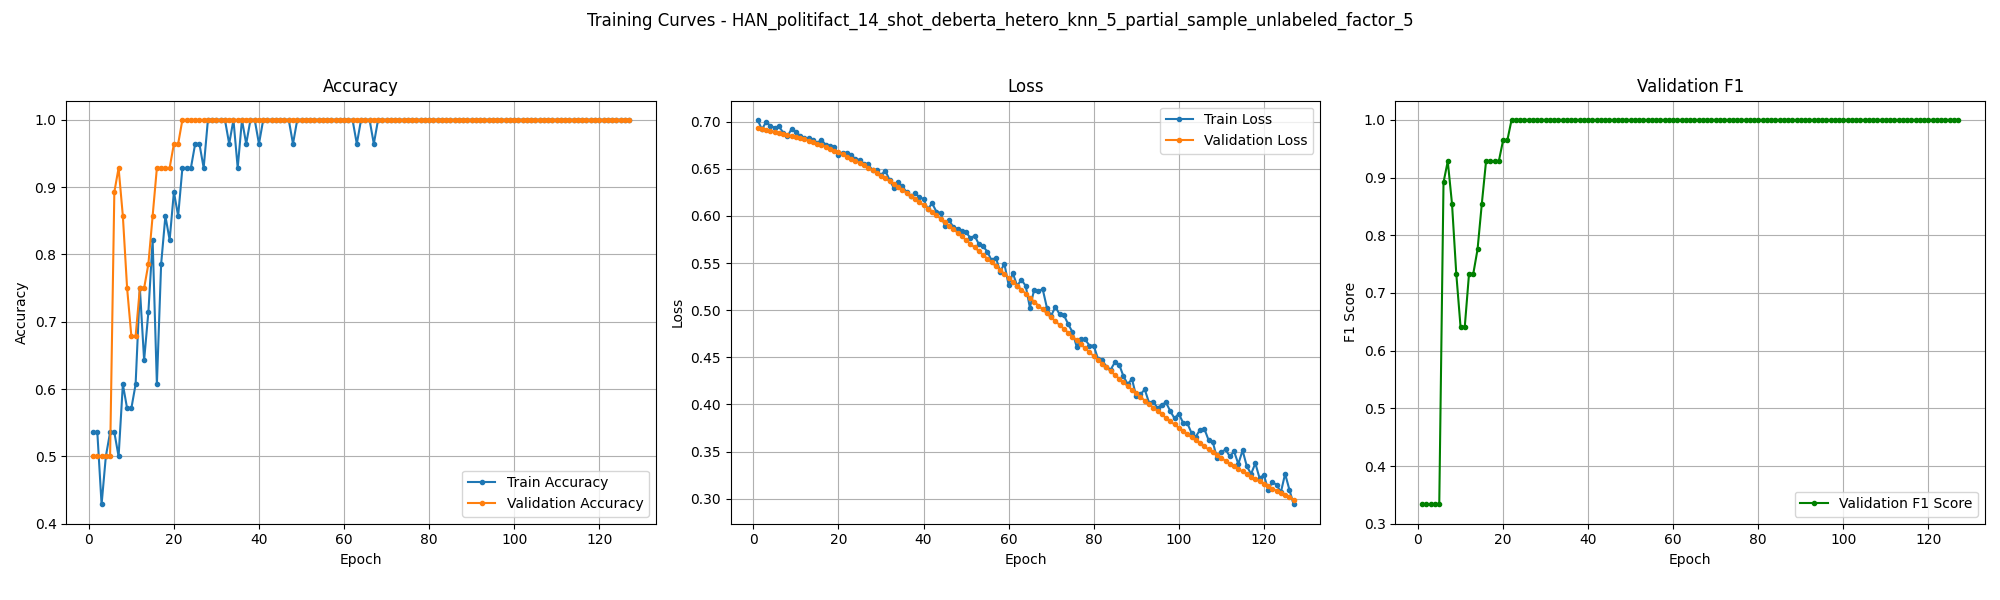 Training Curves - HAN_politifact_14_shot_deberta_hetero_knn_5_partial_sample_unlabeled_factor_5
Accuracy
1.0
0.9
0.8
0.7
0.6
0.5
0.4
Accuracy
0 20 40 60 80 100 120
Epoch
Train Accuracy
Validation Accuracy
Loss
0.70
0.65
0.60
0.55
0.50
0.45
0.40
0.35
0.30
Loss
0 20 40 60 80 100 120
Epoch
Train Loss
Validation Loss
Validation F1
1.0
0.9
0.8
0.7
0.6
0.5
0.4
0.3
F1 Score
0 20 40 60 80 100 120
Epoch
Validation F1 Score